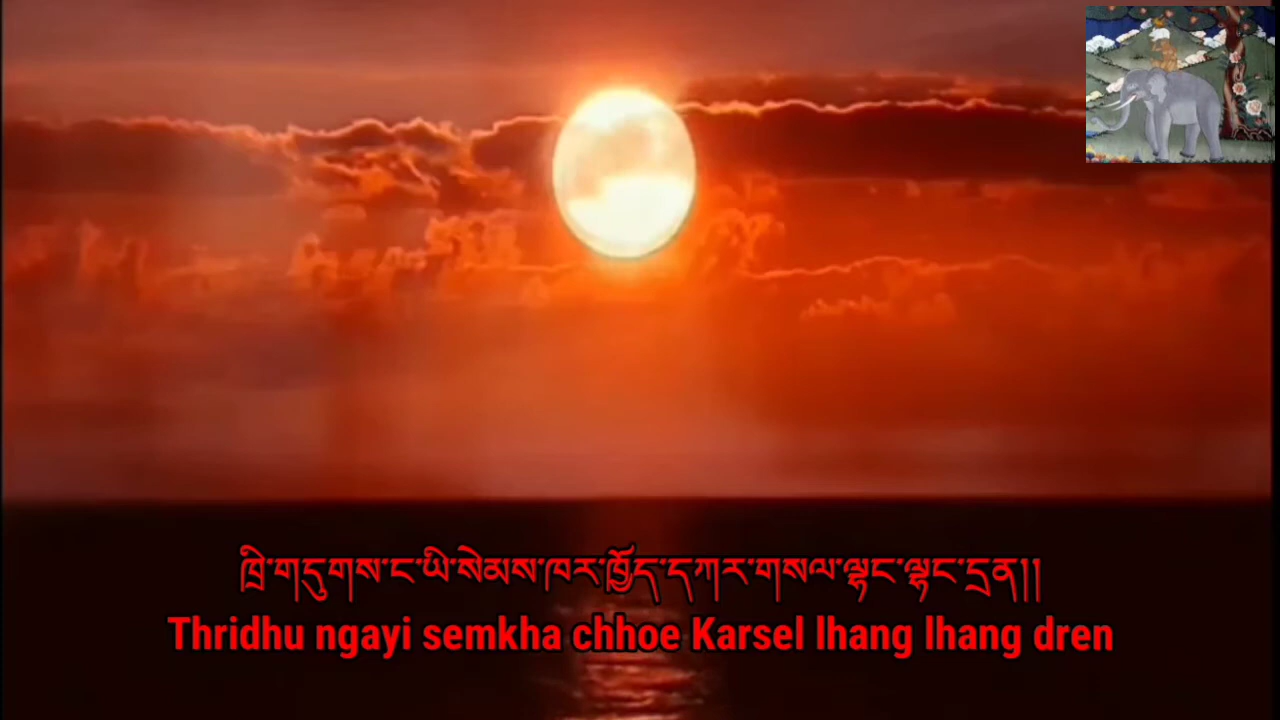 ཁྲི་གདུགས་ང་ཡི་སེམས་ཁར་ཁྱོད་དཀར་གསལ་ལྷང་ལྷང་དྲན།།
Thridhu ngayi semkha chhoe Karsel lhang lhang dren